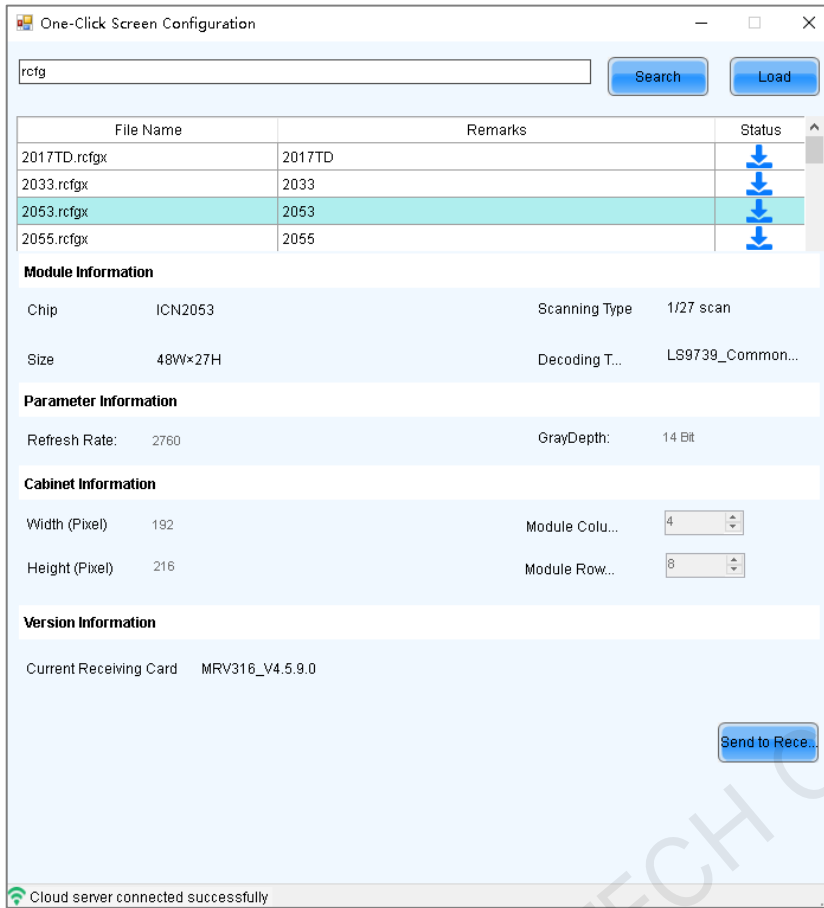 One-Click Screen Configuration
rcfg Search Load
File Name Remarks Status
2017TD.rcfgx 2017TD
2033.rcfgx 2033
2053.rcfgx 2053
2055.rcfgx 2055
Module Information
Chip ICN2053 Scanning Type 1/27 scan
Size 48W×27H Decoding T... LS9739_Common...
Parameter Information
Refresh Rate: 2760 GrayDepth: 14 Bit
Cabinet Information
Width (Pixel) 192 Module Colu... 4
Height (Pixel) 216 Module Row... 8
Version Information
Current Receiving Card MRV316_V4.5.9.0
Send to Rece...
TECH
Cloud server connected successfully